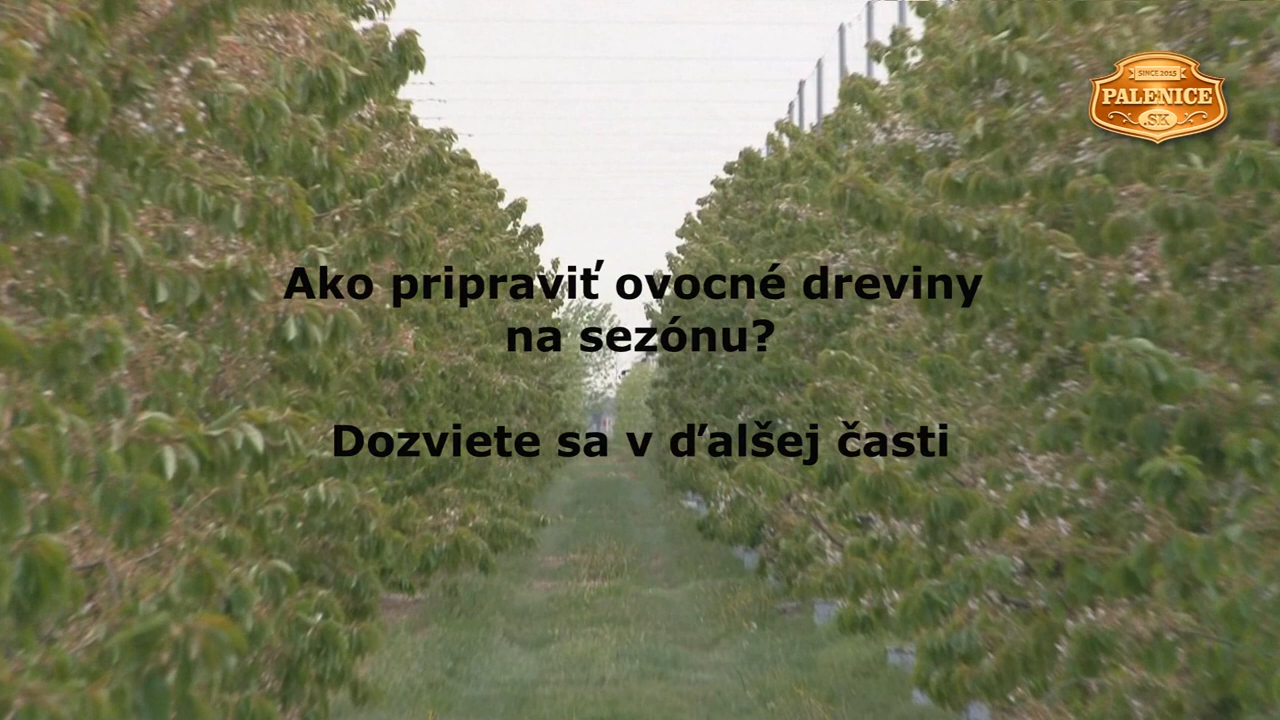 SINCE 2015
PALENICE
.SK
Ako pripraviť ovocné dreviny
na sezónu?
Dozviete sa v ďalšej časti